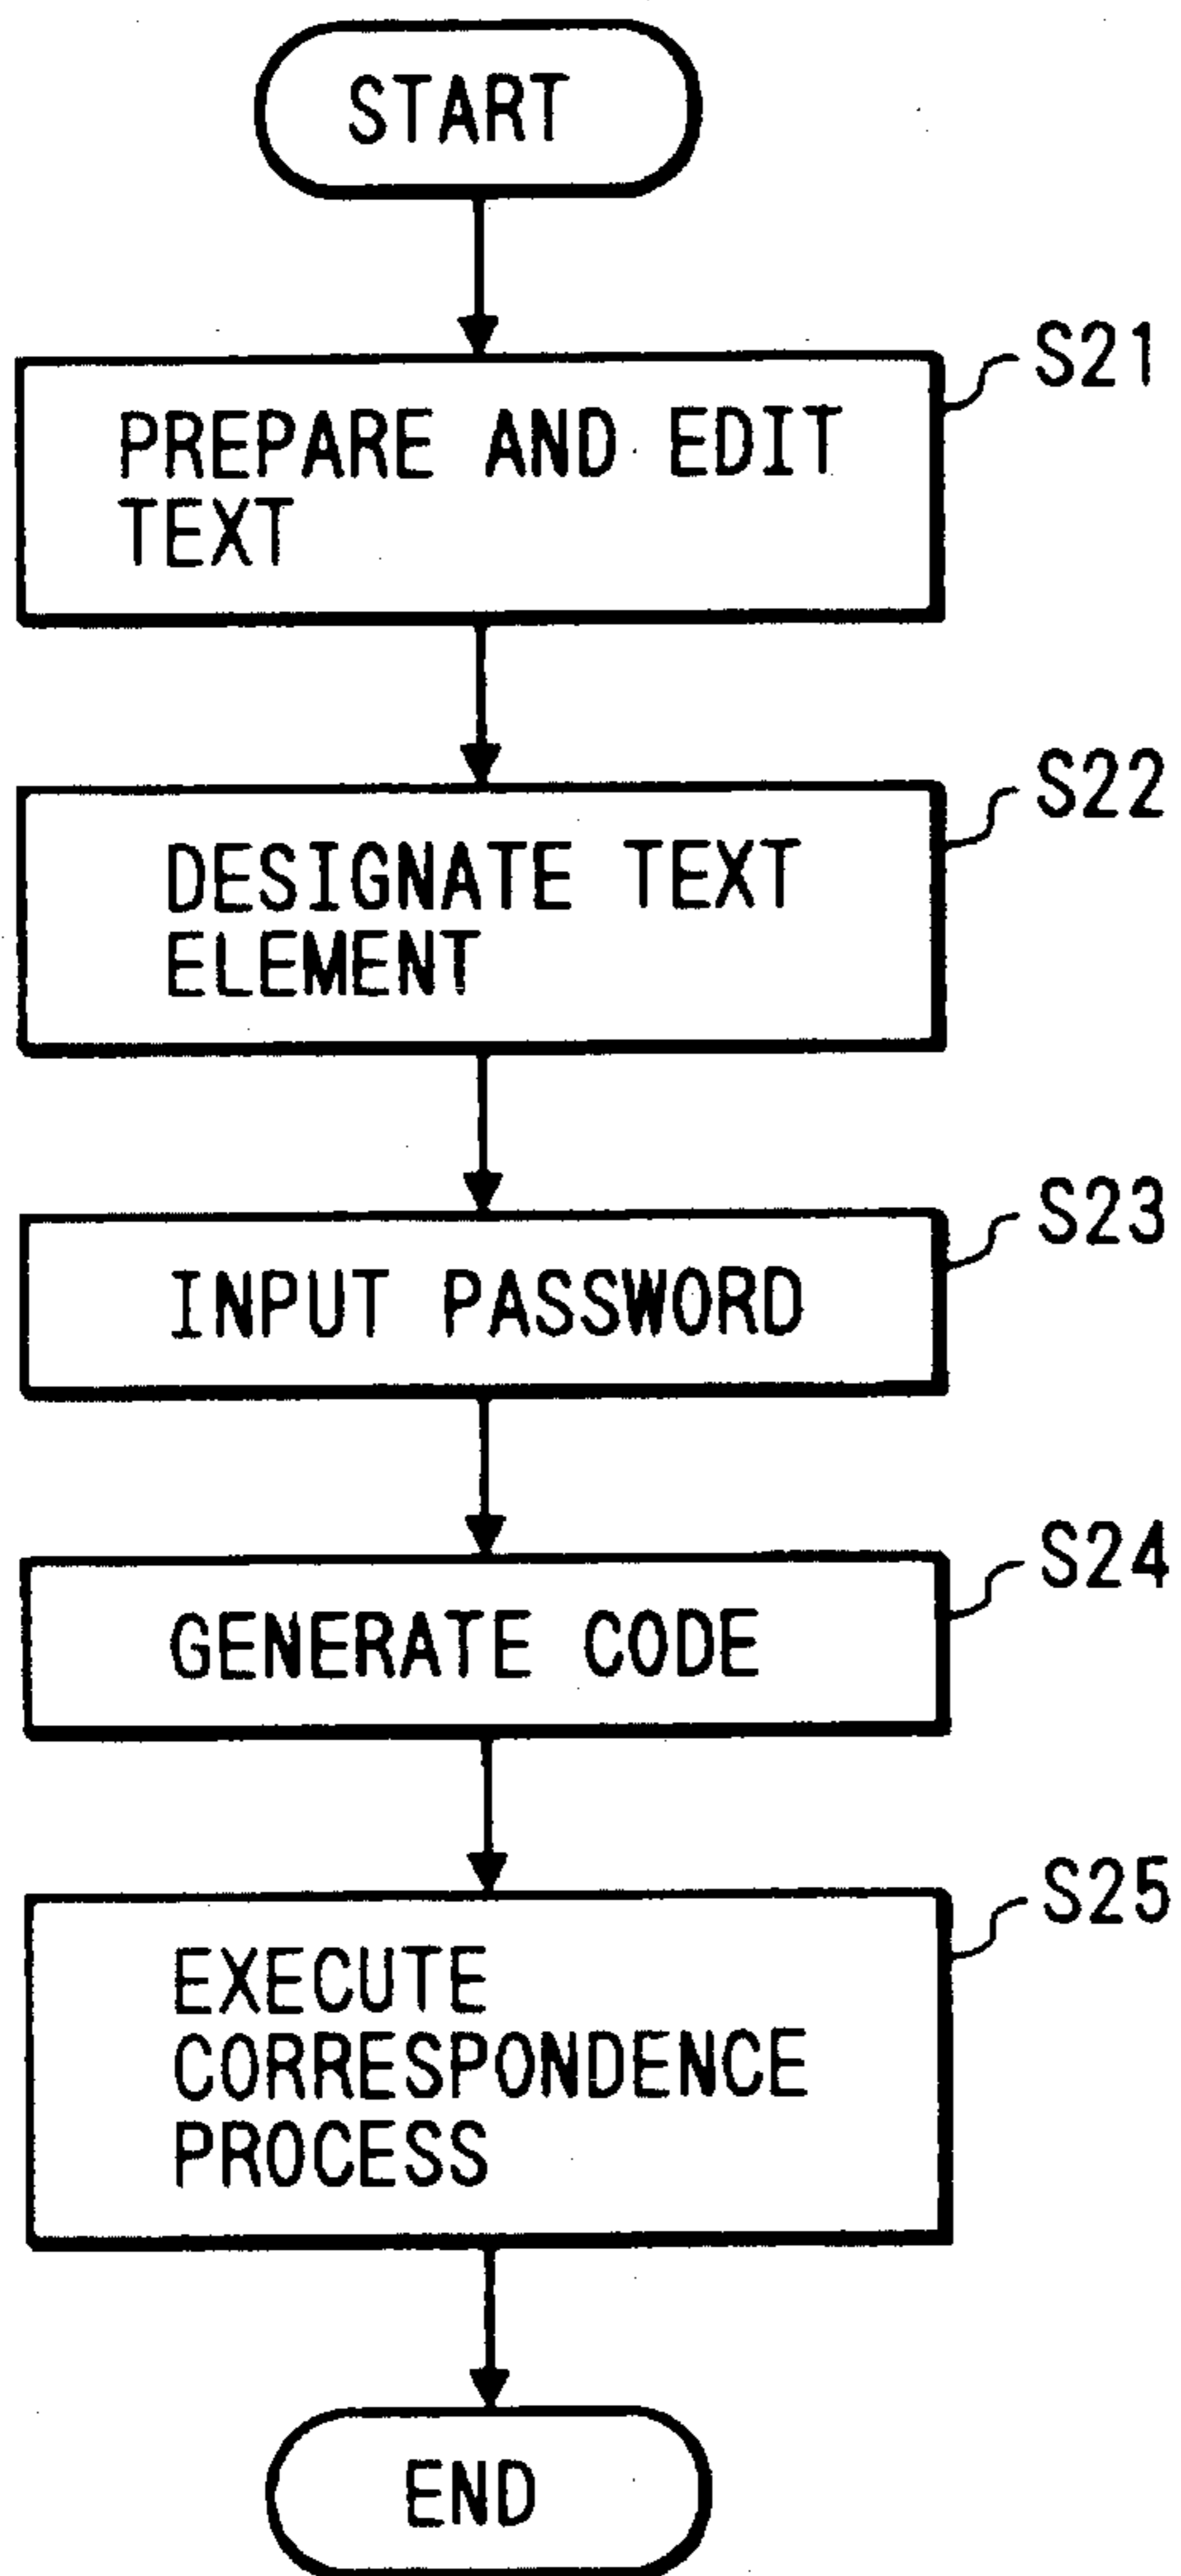 START
S21
PREPARE AND EDIT
TEXT
S22
DESIGNATE TEXT
ELEMENT
S23
INPUT PASSWORD
S24
GENERATE CODE
S25
EXECUTE
CORRESPONDENCE
PROCESS
END